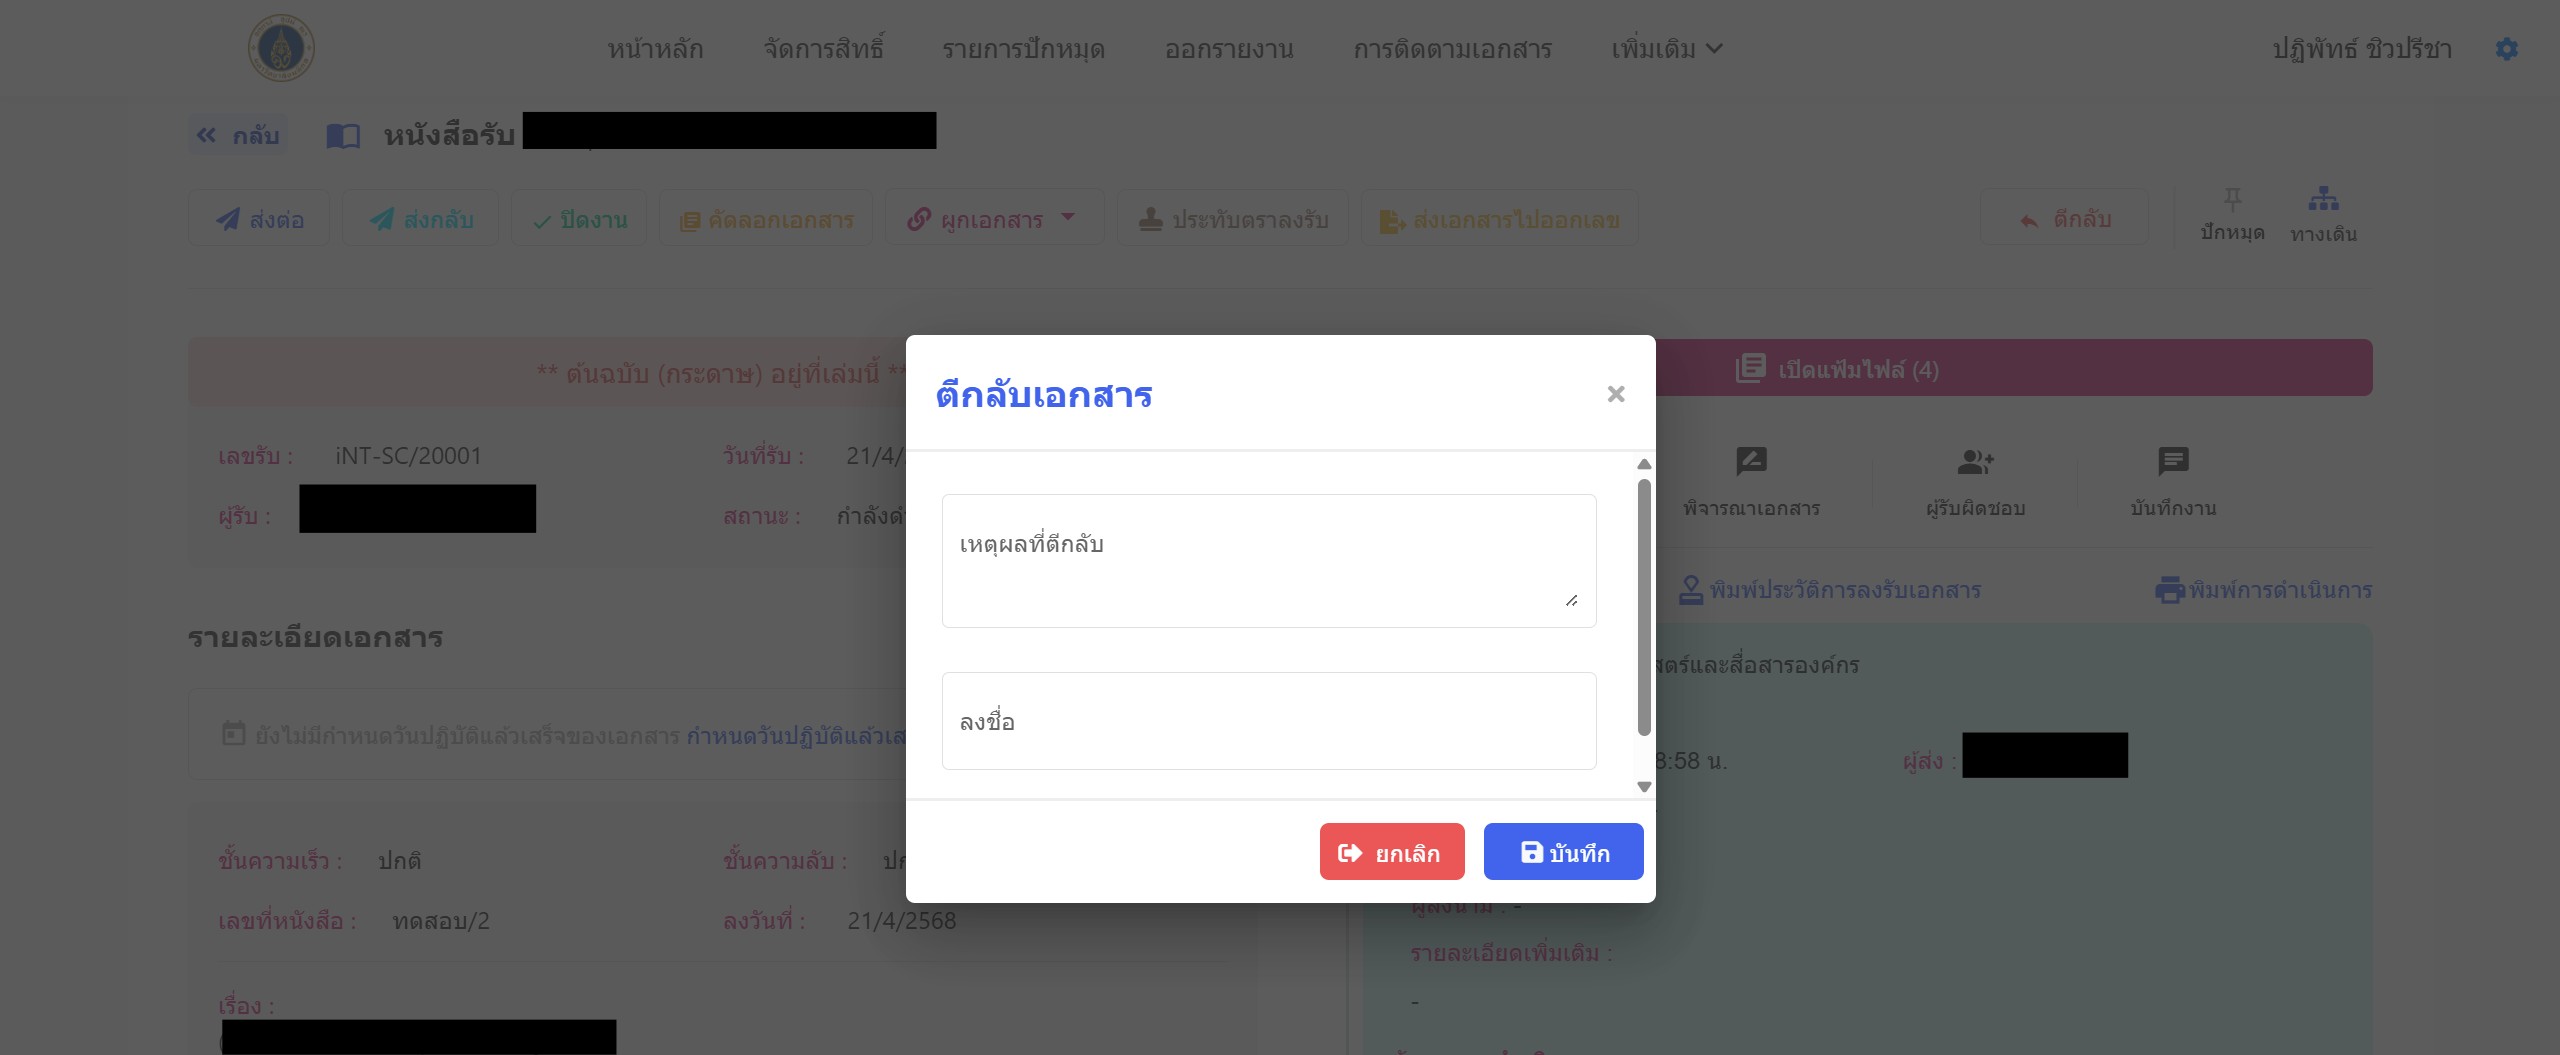 หน้าหลัก จัดการสิทธิ์ รายการปักหมุด ออกรายงาน การติดตามเอกสาร เพิ่มเติม ปฏิพัทธ์ ชิวปรีชา
กลับ หนังสือรับ
ส่งต่อ ส่งกลับ ปิดงาน คัดลอกเอกสาร ผูกเอกสาร ประทับตราลงรับ ส่งเอกสารไปออกเลข ตีกลับ ปักหมุด ทางเดิน
** ต้นฉบับ (กระดาษ) อยู่ที่เล่มนี้ **
เปิดแฟ้มไฟล์ (4)
ตีกลับเอกสาร
เลขรับ : iNT-SC/20001 วันที่รับ : 21/4/
ผู้รับ : สถานะ : กำลังดำ
พิจารณาเอกสาร ผู้รับผิดชอบ บันทึกงาน
เหตุผลที่ตีกลับ
พิมพ์ประวัติการลงรับเอกสาร พิมพ์การดำเนินการ
รายละเอียดเอกสาร
สตร์และสื่อสารองค์กร
ลงชื่อ
ยังไม่มีกำหนดวันปฏิบัติแล้วเสร็จของเอกสาร กำหนดวันปฏิบัติแล้วเส
8:58 น. ผู้ส่ง :
ยกเลิก บันทึก
ชั้นความเร็ว : ปกติ ชั้นความลับ : ปก
เลขที่หนังสือ : ทดสอบ/2 ลงวันที่ : 21/4/2568
ผู้ลงนาม : -
รายละเอียดเพิ่มเติม :
-
เรื่อง :